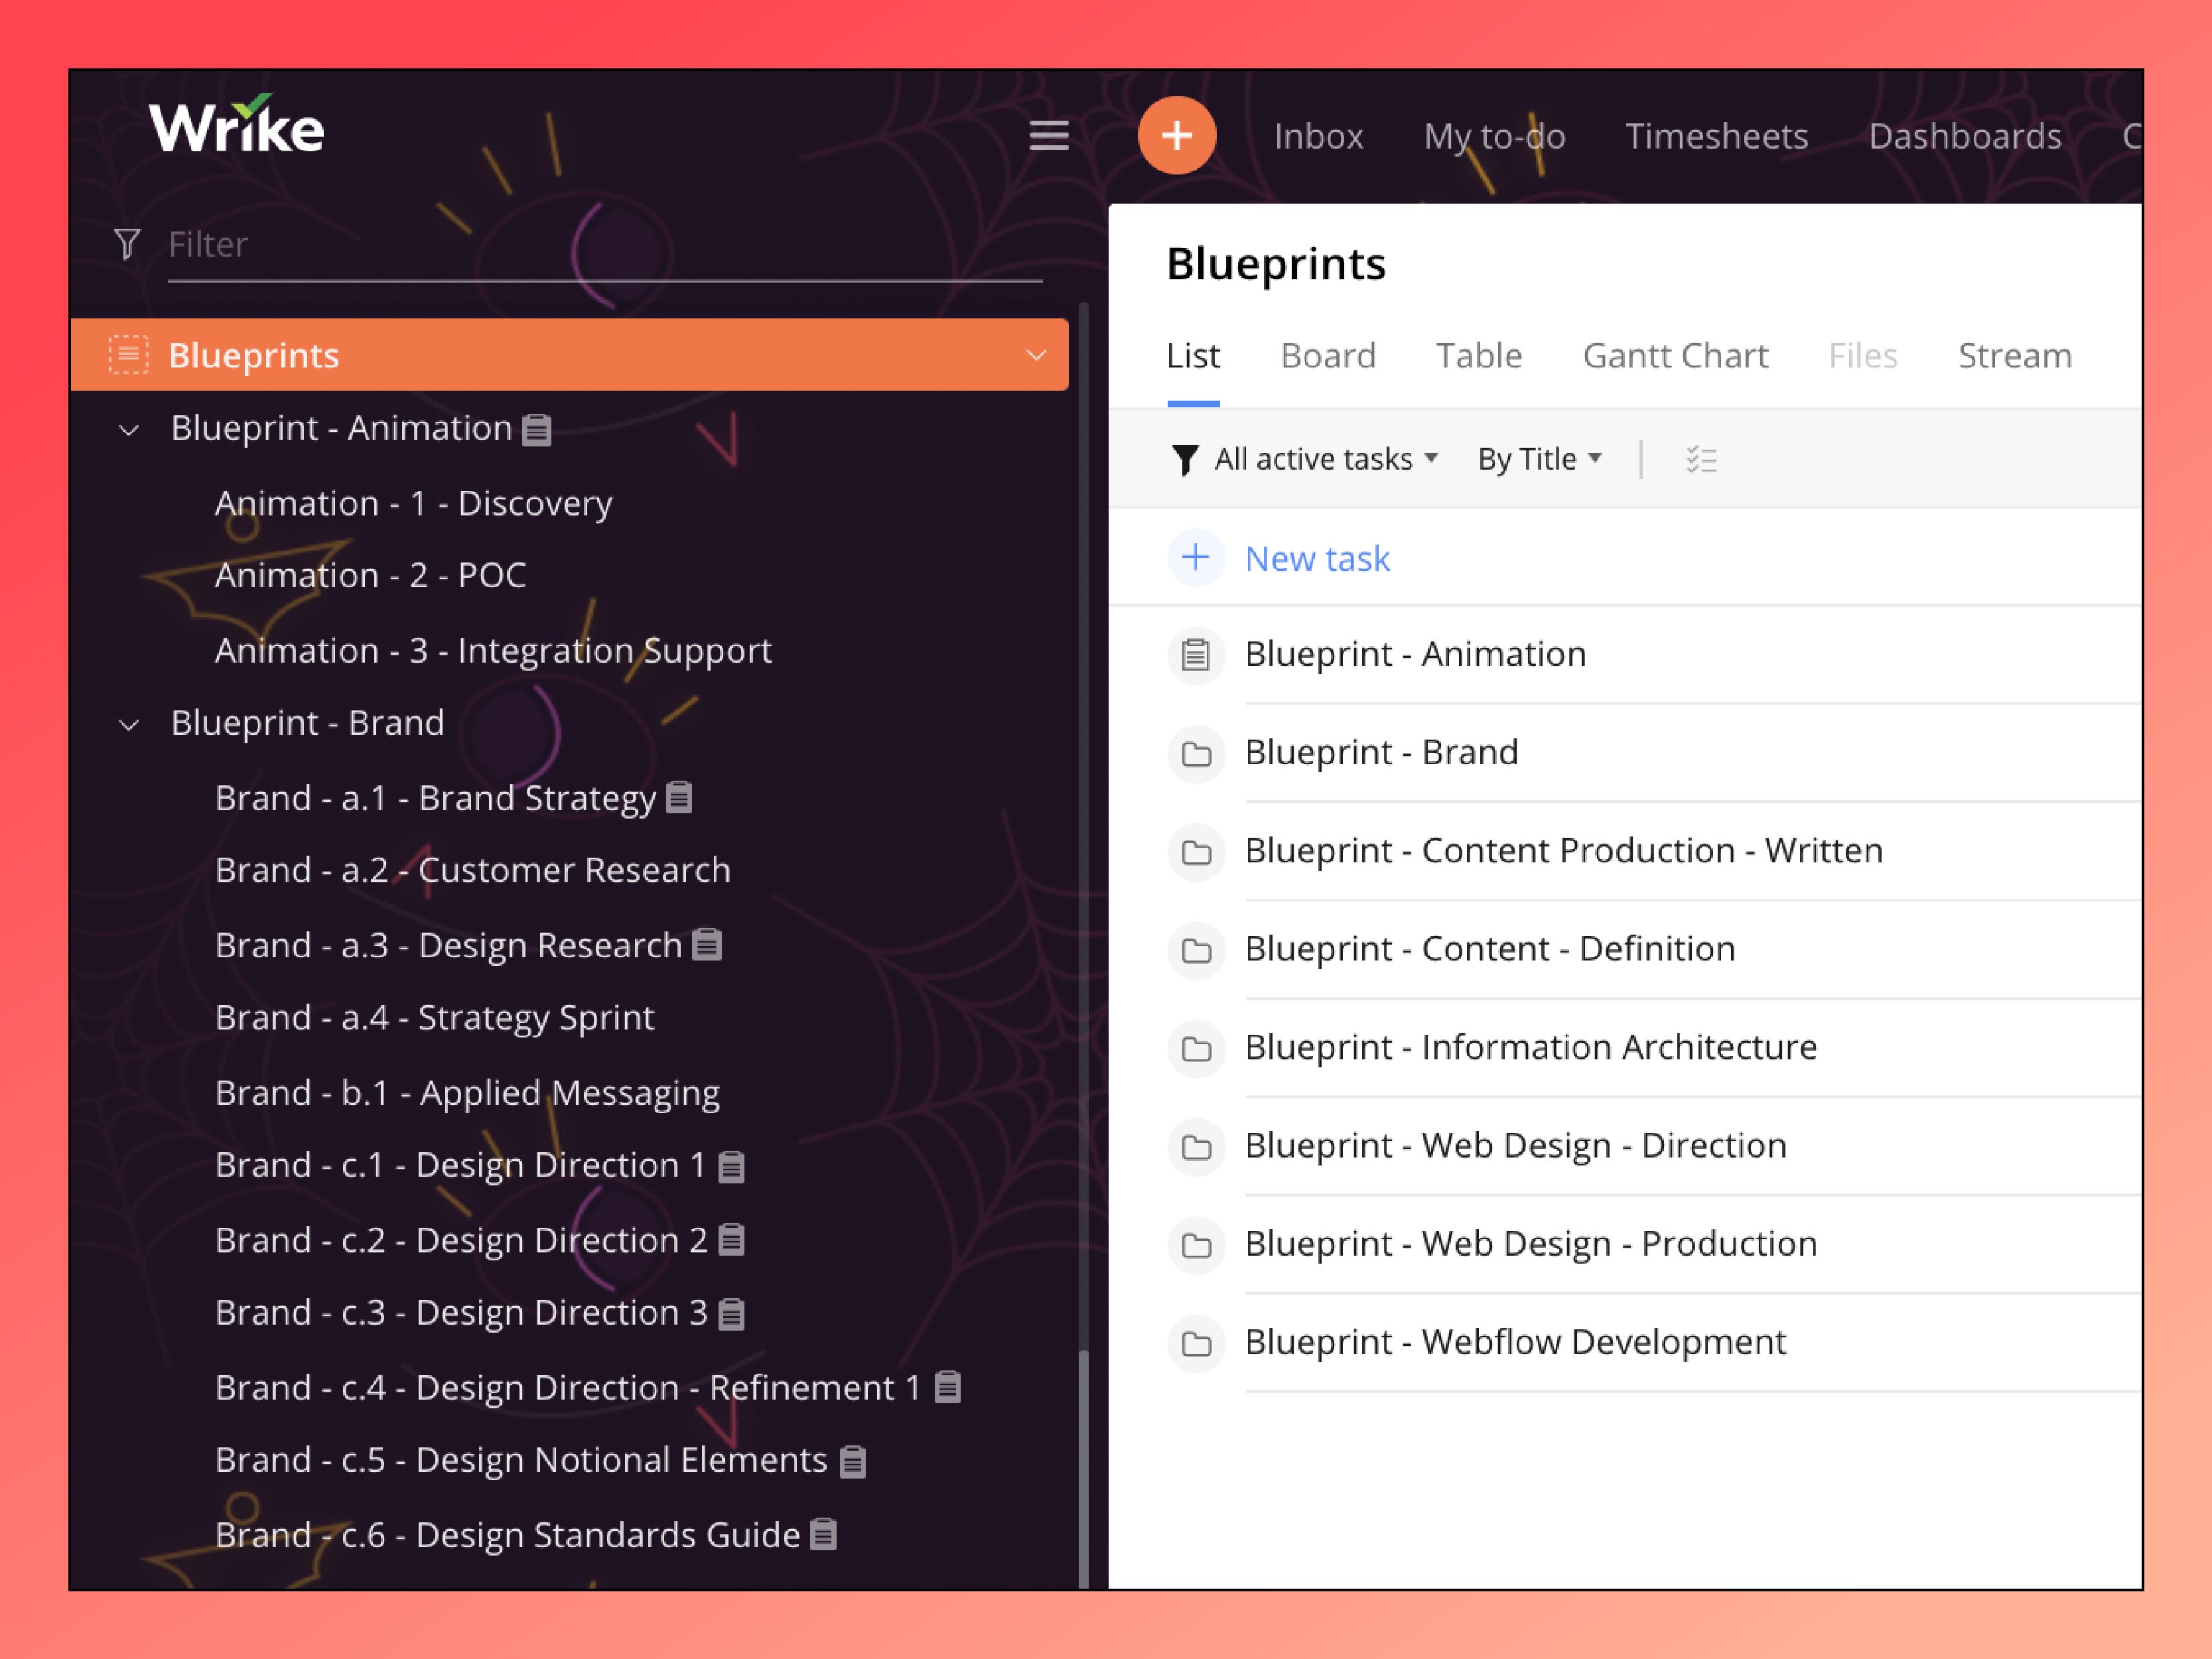 Wrike
Inbox
My to-do
Timesheets
Dashboards
Filter
Blueprints
Blueprint - Animation
Animation - 1 - Discovery
Animation - 2 - POC
Animation - 3 - Integration Support
Blueprint - Brand
Brand - a.1 - Brand Strategy
Brand - a.2 - Customer Research
Brand - a.3 - Design Research
Brand - a.4 - Strategy Sprint
Brand - b.1 - Applied Messaging
Brand - c.1 - Design Direction 1
Brand - c.2 - Design Direction 2
Brand - c.3 - Design Direction 3
Brand - c.4 - Design Direction - Refinement 1
Brand - c.5 - Design Notional Elements
Brand - c.6 - Design Standards Guide
Blueprints
List
Board
Table
Gantt Chart
Files
Stream
All active tasks
By Title
New task
Blueprint - Animation
Blueprint - Brand
Blueprint - Content Production - Written
Blueprint - Content - Definition
Blueprint - Information Architecture
Blueprint - Web Design - Direction
Blueprint - Web Design - Production
Blueprint - Webflow Development